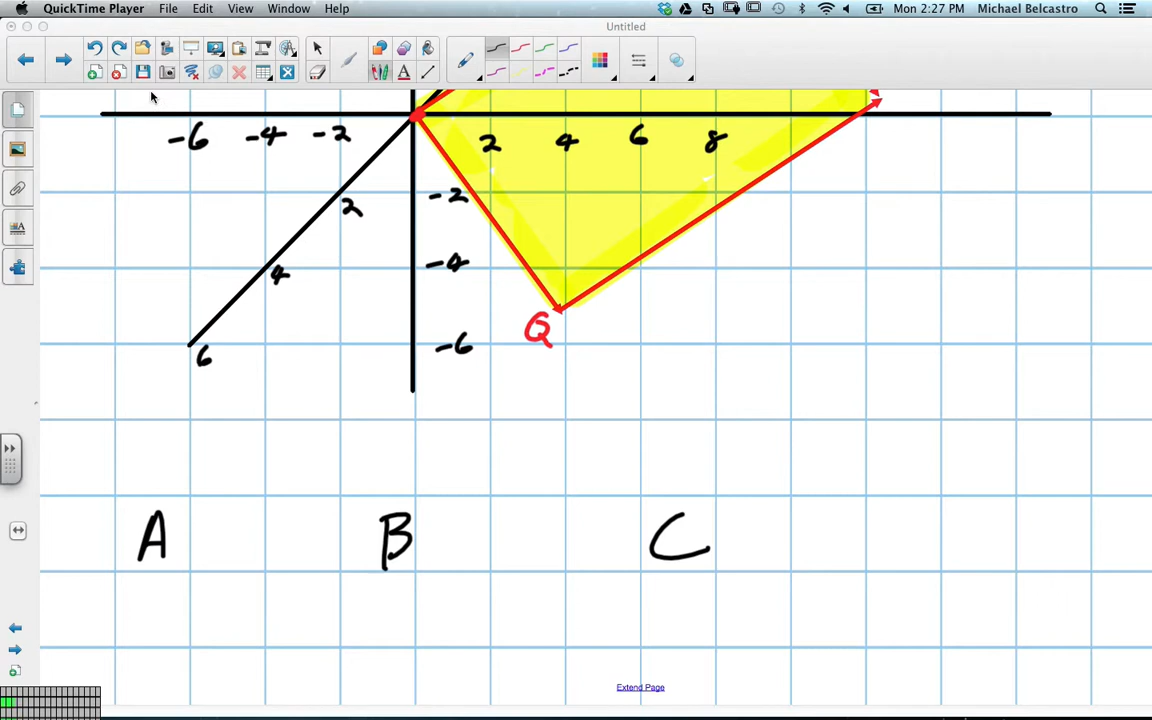 QuickTime Player File Edit View Window Help Mon 2:27 PM Michael Belcastro
Untitled
-6 -4 -2 2 4 6 8
-2
2
-4
4
Q
-6
6
A B C
Extend Page